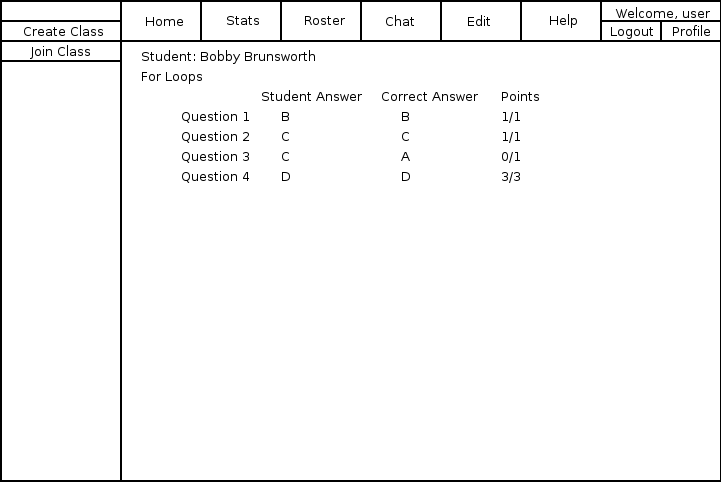 Home Stats Roster Chat Edit Help Welcome, user
Create Class Logout Profile
Join Class
Student: Bobby Brunsworth
For Loops
Student Answer Correct Answer Points
Question 1 B B 1/1
Question 2 C C 1/1
Question 3 C A 0/1
Question 4 D D 3/3